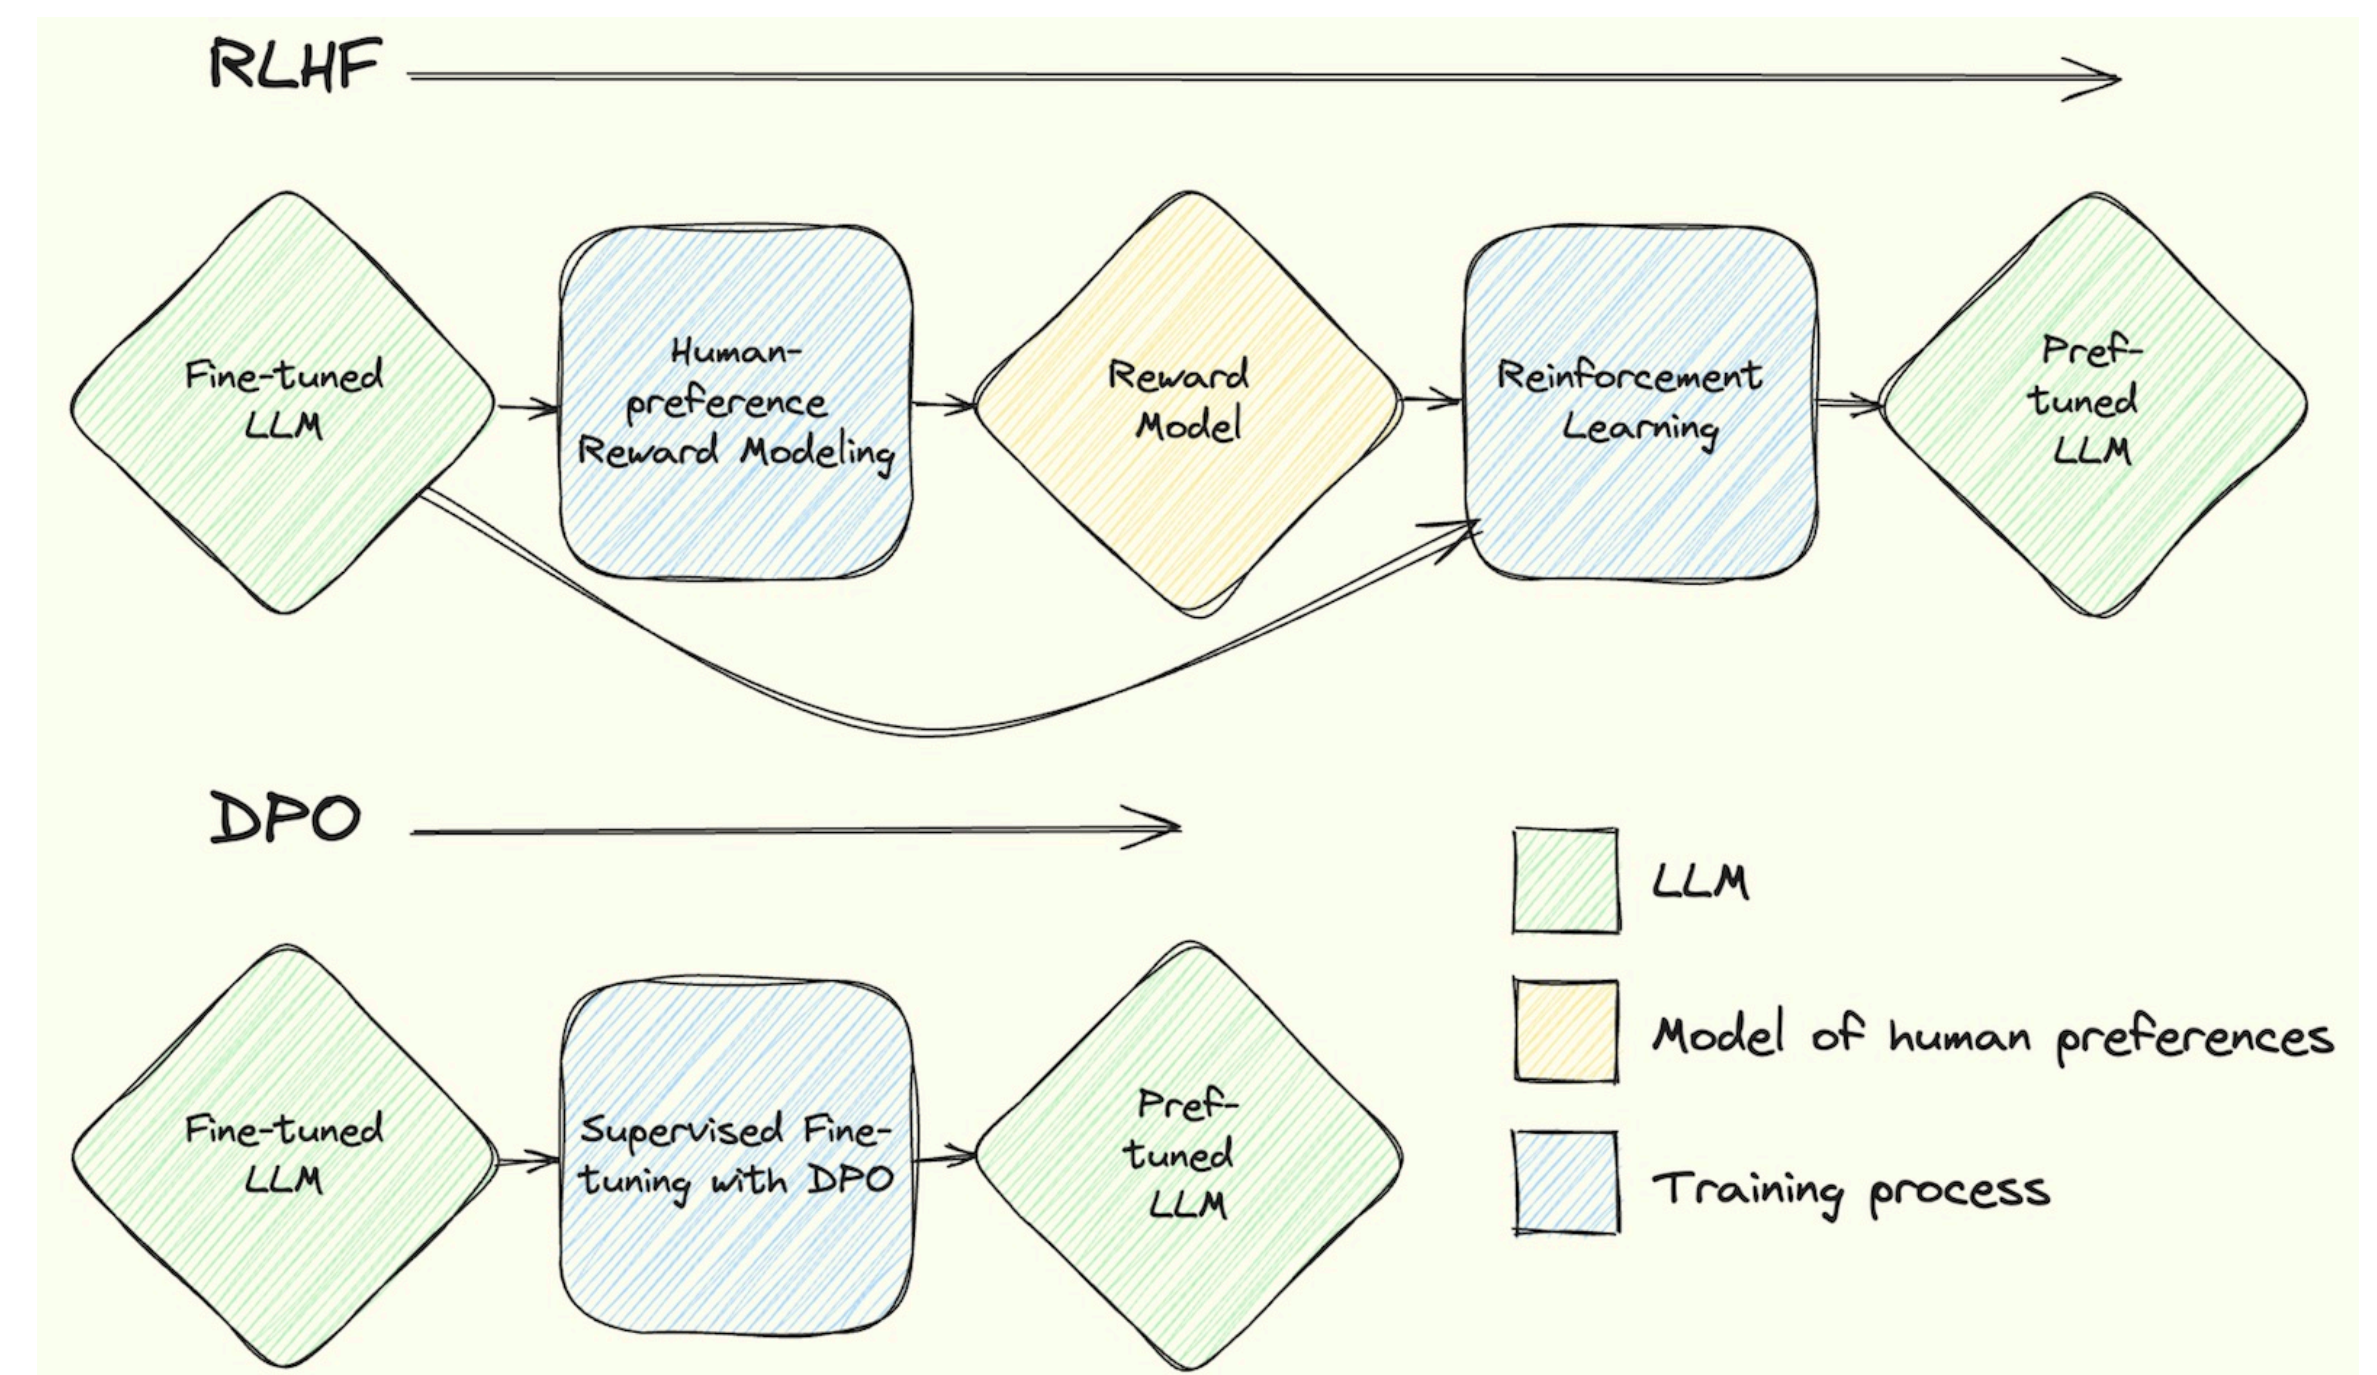 RLHF
Fine-tuned
LLM
Human-
preference
Reward Modeling
Reward
Model
Reinforcement
Learning
Pref-
tuned
LLM
DPO
Fine-tuned
LLM
Supervised Fine-
tuning with DPO
Pref-
tuned
LLM
LLM
Model of human preferences
Training process